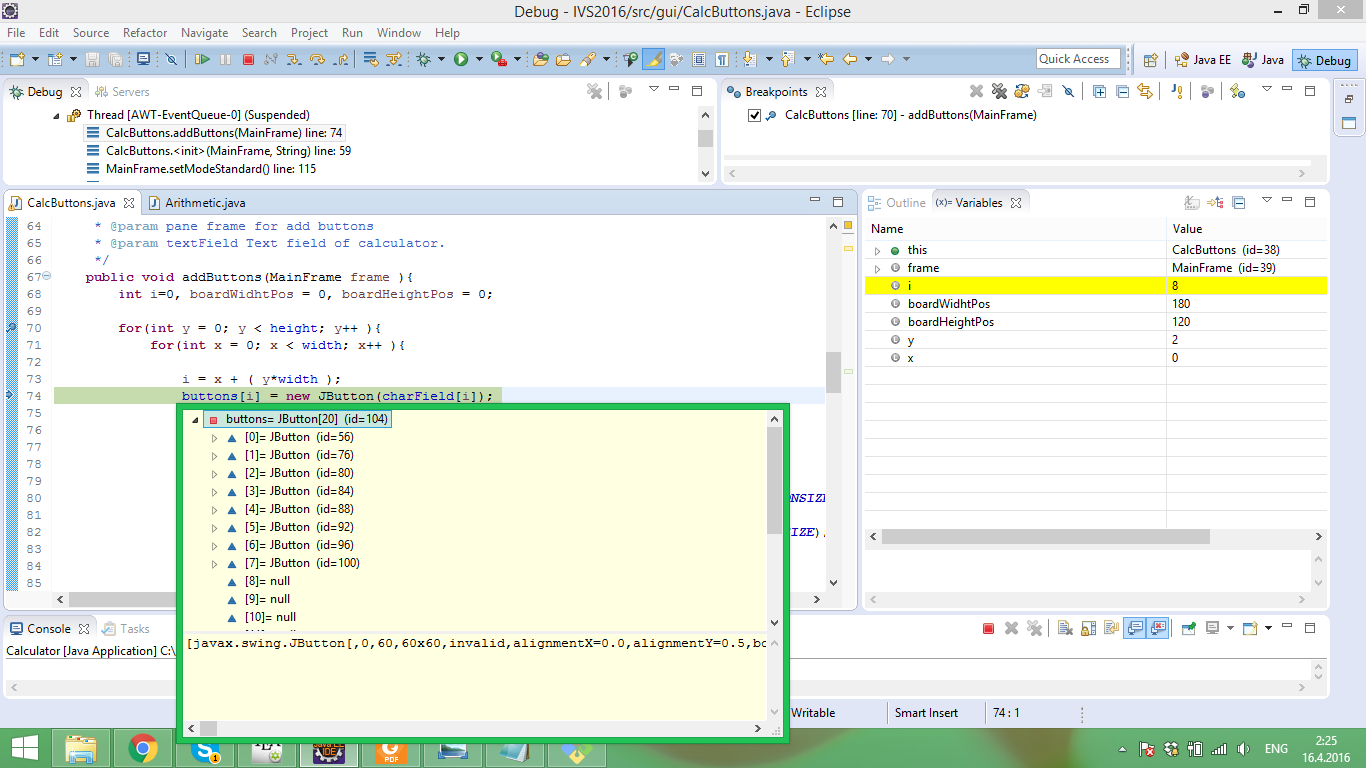 Debug - IVS2016/src/gui/CalcButtons.java - Eclipse
File Edit Source Refactor Navigate Search Project Run Window Help
Quick Access
Java EE
Java
Debug
Debug
Servers
Thread [AWT-EventQueue-0] (Suspended)
CalcButtons.addButtons(MainFrame) line: 74
CalcButtons.<init>(MainFrame, String) line: 59
MainFrame.setModeStandard() line: 115
Breakpoints
CalcButtons [line: 70] - addButtons(MainFrame)
CalcButtons.java
Arithmetic.java
64 * @param pane frame for add buttons
65 * @param textField Text field of calculator.
66 */
67 public void addButtons(MainFrame frame ){
68 int i=0, boardWidhtPos = 0, boardHeightPos = 0;
69
70 for(int y = 0; y < height; y++ ){
71 for(int x = 0; x < width; x++ ){
72
73 i = x + ( y*width );
74 buttons[i] = new JButton(charField[i]);
75
76
77
78
79
80 NSIZE
81
82 IZE),
83
84
85
buttons= JButton[20] (id=104)
[0]= JButton (id=56)
[1]= JButton (id=76)
[2]= JButton (id=80)
[3]= JButton (id=84)
[4]= JButton (id=88)
[5]= JButton (id=92)
[6]= JButton (id=96)
[7]= JButton (id=100)
[8]= null
[9]= null
[10]= null
[javax.swing.JButton[,0,60,60x60,invalid,alignmentX=0.0,alignmentY=0.5,bo
Outline
(x)= Variables
Name Value
this CalcButtons (id=38)
frame MainFrame (id=39)
i 8
boardWidhtPos 180
boardHeightPos 120
y 2
x 0
Console
Tasks
Calculator [Java Application] C:\
Writable
Smart Insert
74 : 1
1
Java EE
IDE
PDF
ENG
2:25
16.4.2016